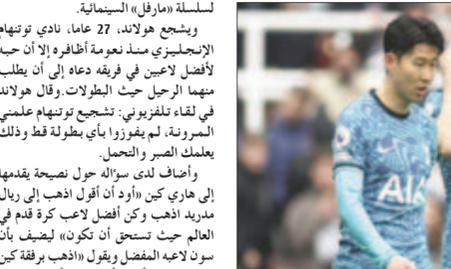 لسلسلة «مارفل» السينمائية.
ويشجع هولاند، 27 عاما، نادي توتنهام
الإنجليزي منذ نعومة أظافره إلا أن حبه
لأفضل لاعبين في فريقه دعاه إلى أن يطلب
منهما الرحيل حيث البطولات.وقال هولاند
في لقاء تلفزيوني: تشجيع توتنهام علمني
المرونة، لم يفوزوا بأي بطولة قط وذلك
يعلمك الصبر والتحمل.
وأضاف لدى سؤاله حول نصيحة يقدمها
إلى هاري كين «أود أن أقول اذهب إلى ريال
مدريد اذهب وكن أفضل لاعب كرة قدم في
العالم حيث تستحق أن تكون» ليضيف بأن
سون لاعبه المفضل ويقول «اذهب برفقة كين
AIA